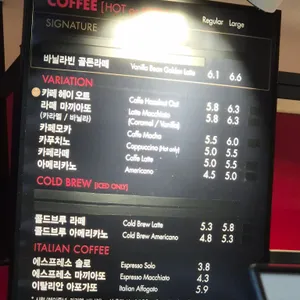 COFFEE [HOT
Regular Large
SIGNATURE
바닐라빈 골든라떼 Vanilla Bean Golden Latte 6.1 6.6
VARIATION
카페 헤이 오트 Caffe Hazelnut Oat 5.8 6.3
라떼 마끼아또 Latte Macchiato 5.8 6.3
(카라멜 / 바닐라) (Caramel / Vanilla)
카페모카 Caffe Mocha 5.5 6.0
카푸치노 Cappuccino (Hot only) 5.0 5.5
카페라떼 Caffe Latte 5.0 5.5
아메리카노 Americano 4.5 5.0
COLD BREW [ICED ONLY]
콜드브루 라떼 Cold Brew Latte 5.3 5.8
콜드브루 아메리카노 Cold Brew Americano 4.8 5.3
ITALIAN COFFEE
에스프레소 솔로 Espresso Solo 3.8
에스프레소 마끼아또 Espresso Macchiato 4.3
이탈리안 아포가또 Italian Affogato 5.9